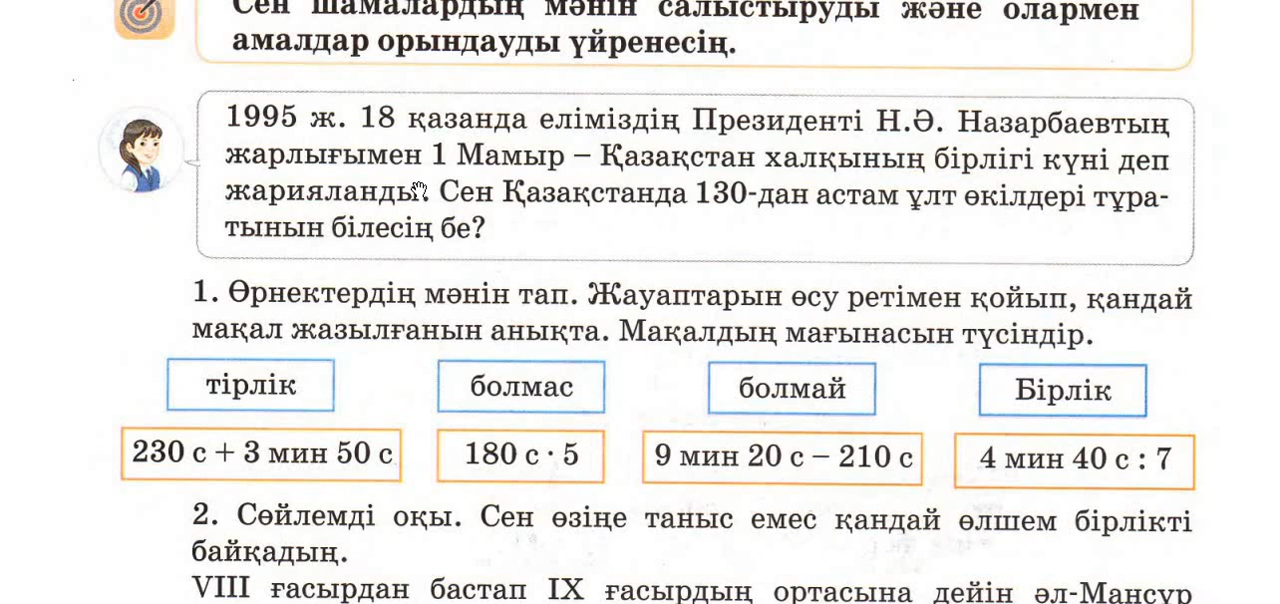 Сен шамалардың мәнін салыстыруды және олармен
амалдар орындауды үйренесің.
1995 ж. 18 қазанда еліміздің Президенті Н.Ә. Назарбаевтың
жарлығымен 1 Мамыр – Қазақстан халқының бірлігі күні деп
жарияланды. Сен Қазақстанда 130-дан астам ұлт өкілдері тұра-
тынын білесің бе?
1. Өрнектердің мәнін тап. Жауаптарын өсу ретімен қойып, қандай
мақал жазылғанын анықта. Мақалдың мағынасын түсіндір.
тірлік болмас болмай Бірлік
230 с + 3 мин 50 с 180 с · 5 9 мин 20 с – 210 с 4 мин 40 с : 7
2. Сөйлемді оқы. Сен өзіңе таныс емес қандай өлшем бірлікті
байқадың.
VIII ғасырдан бастап IX ғасырдың ортасына дейін әл-Мансұр